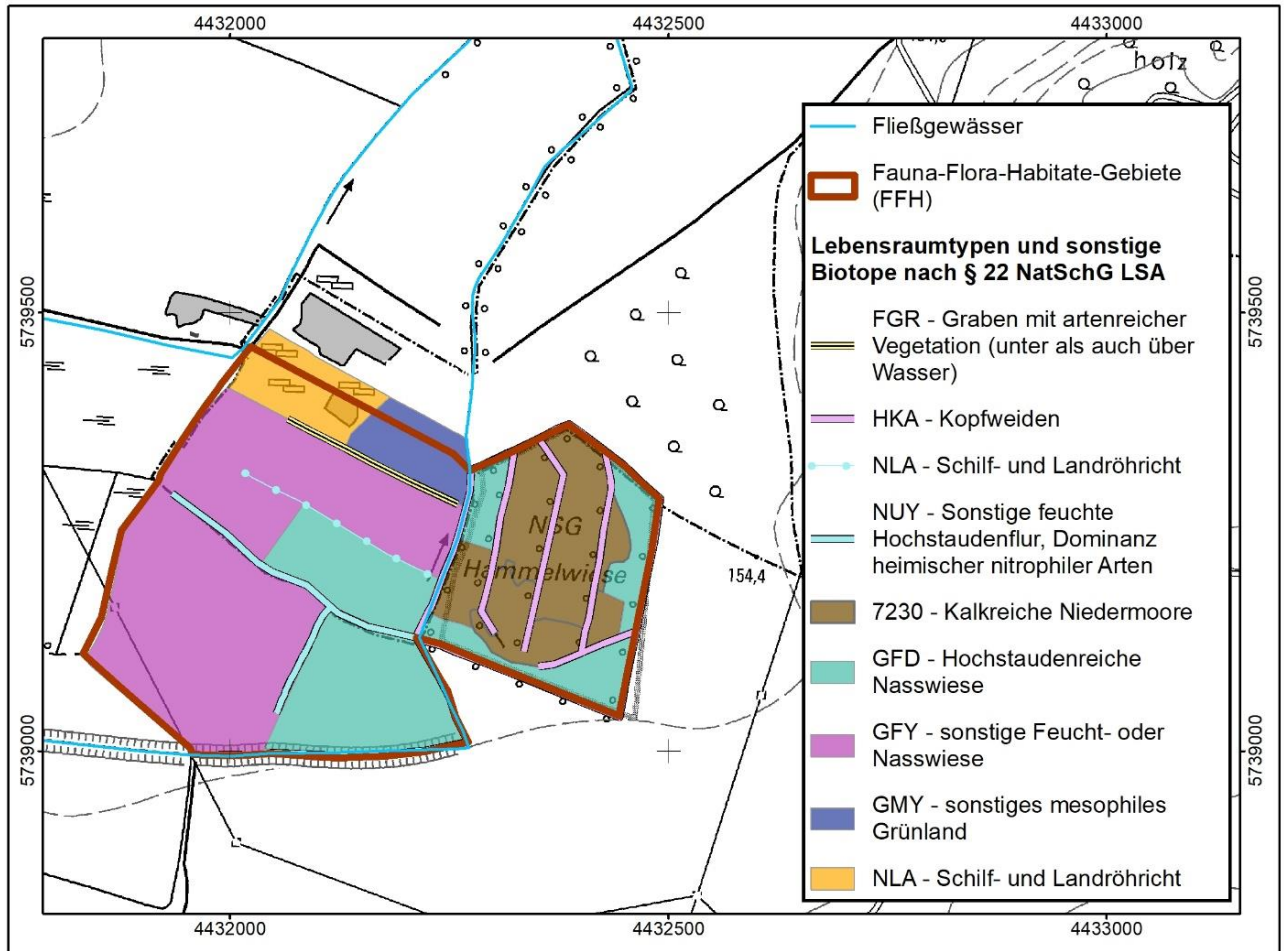 4432000
4432500
4433000
holz
Fließgewässer
Fauna-Flora-Habitate-Gebiete
(FFH)
Lebensraumtypen und sonstige
Biotope nach § 22 NatSchG LSA
5739500
5739500
FGR - Graben mit artenreicher
Vegetation (unter als auch über
Wasser)
HKA - Kopfweiden
NLA - Schilf- und Landröhricht
NUY - Sonstige feuchte
Hochstaudenflur, Dominanz
heimischer nitrophiler Arten
NSG
Hammelwiese
154,4
7230 - Kalkreiche Niedermoore
GFD - Hochstaudenreiche
Nasswiese
GFY - sonstige Feucht- oder
Nasswiese
5739000
5739000
GMY - sonstiges mesophiles
Grünland
NLA - Schilf- und Landröhricht
4432000
4432500
4433000